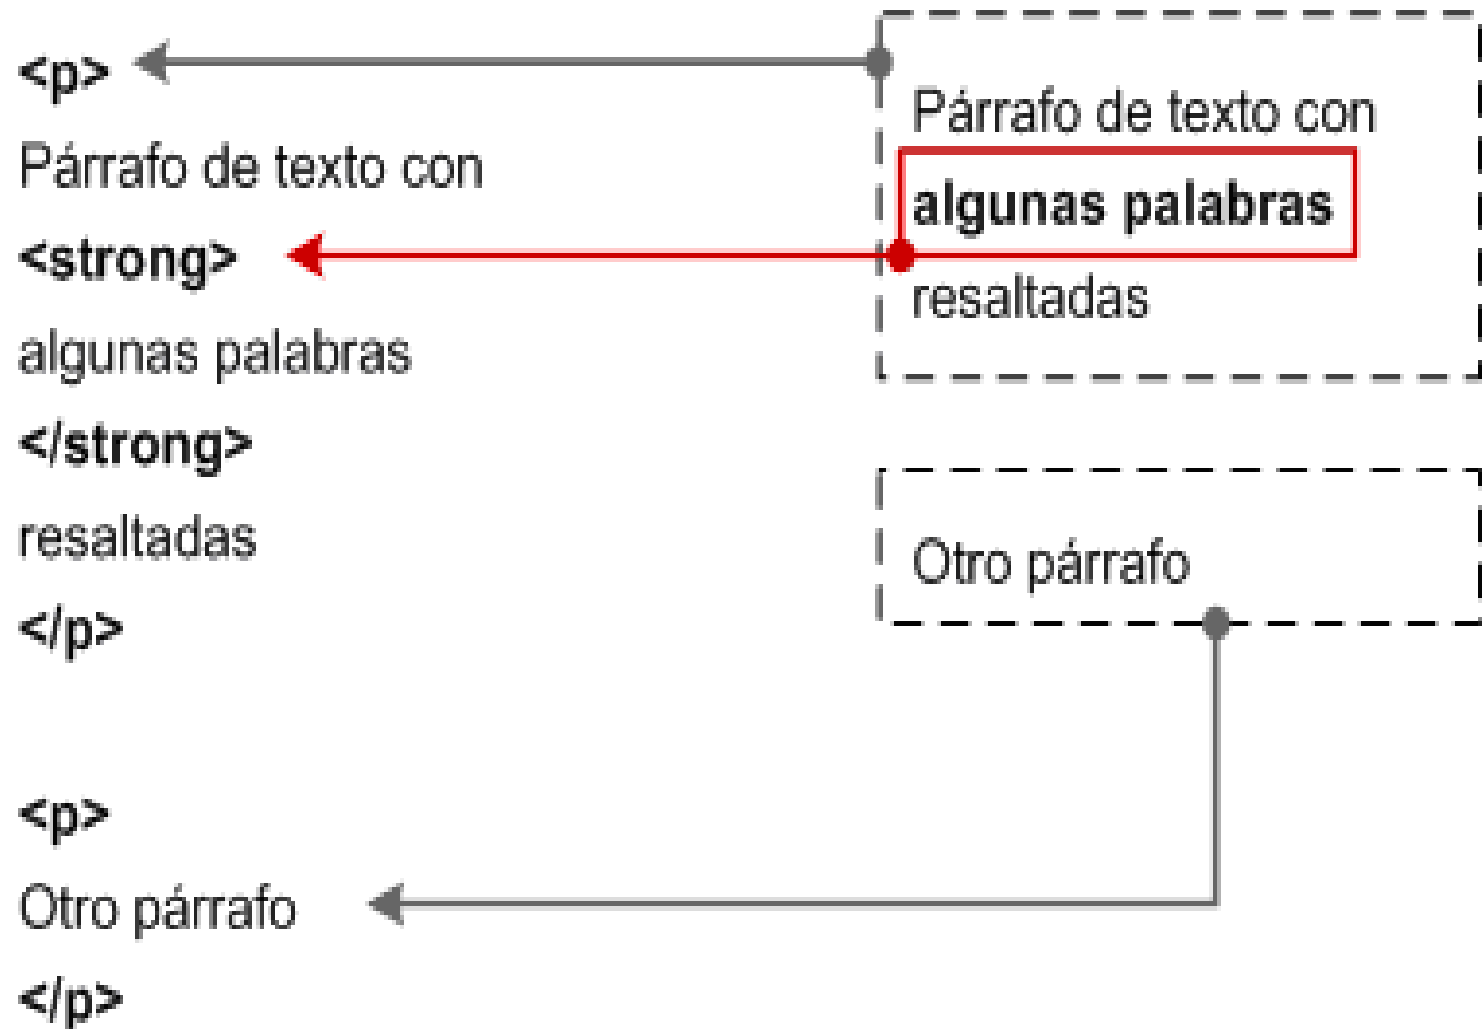 <p>
Párrafo de texto con
<strong>
algunas palabras
</strong>
resaltadas
</p>
<p>
Otro párrafo
</p>
Párrafo de texto con
algunas palabras
resaltadas
Otro párrafo